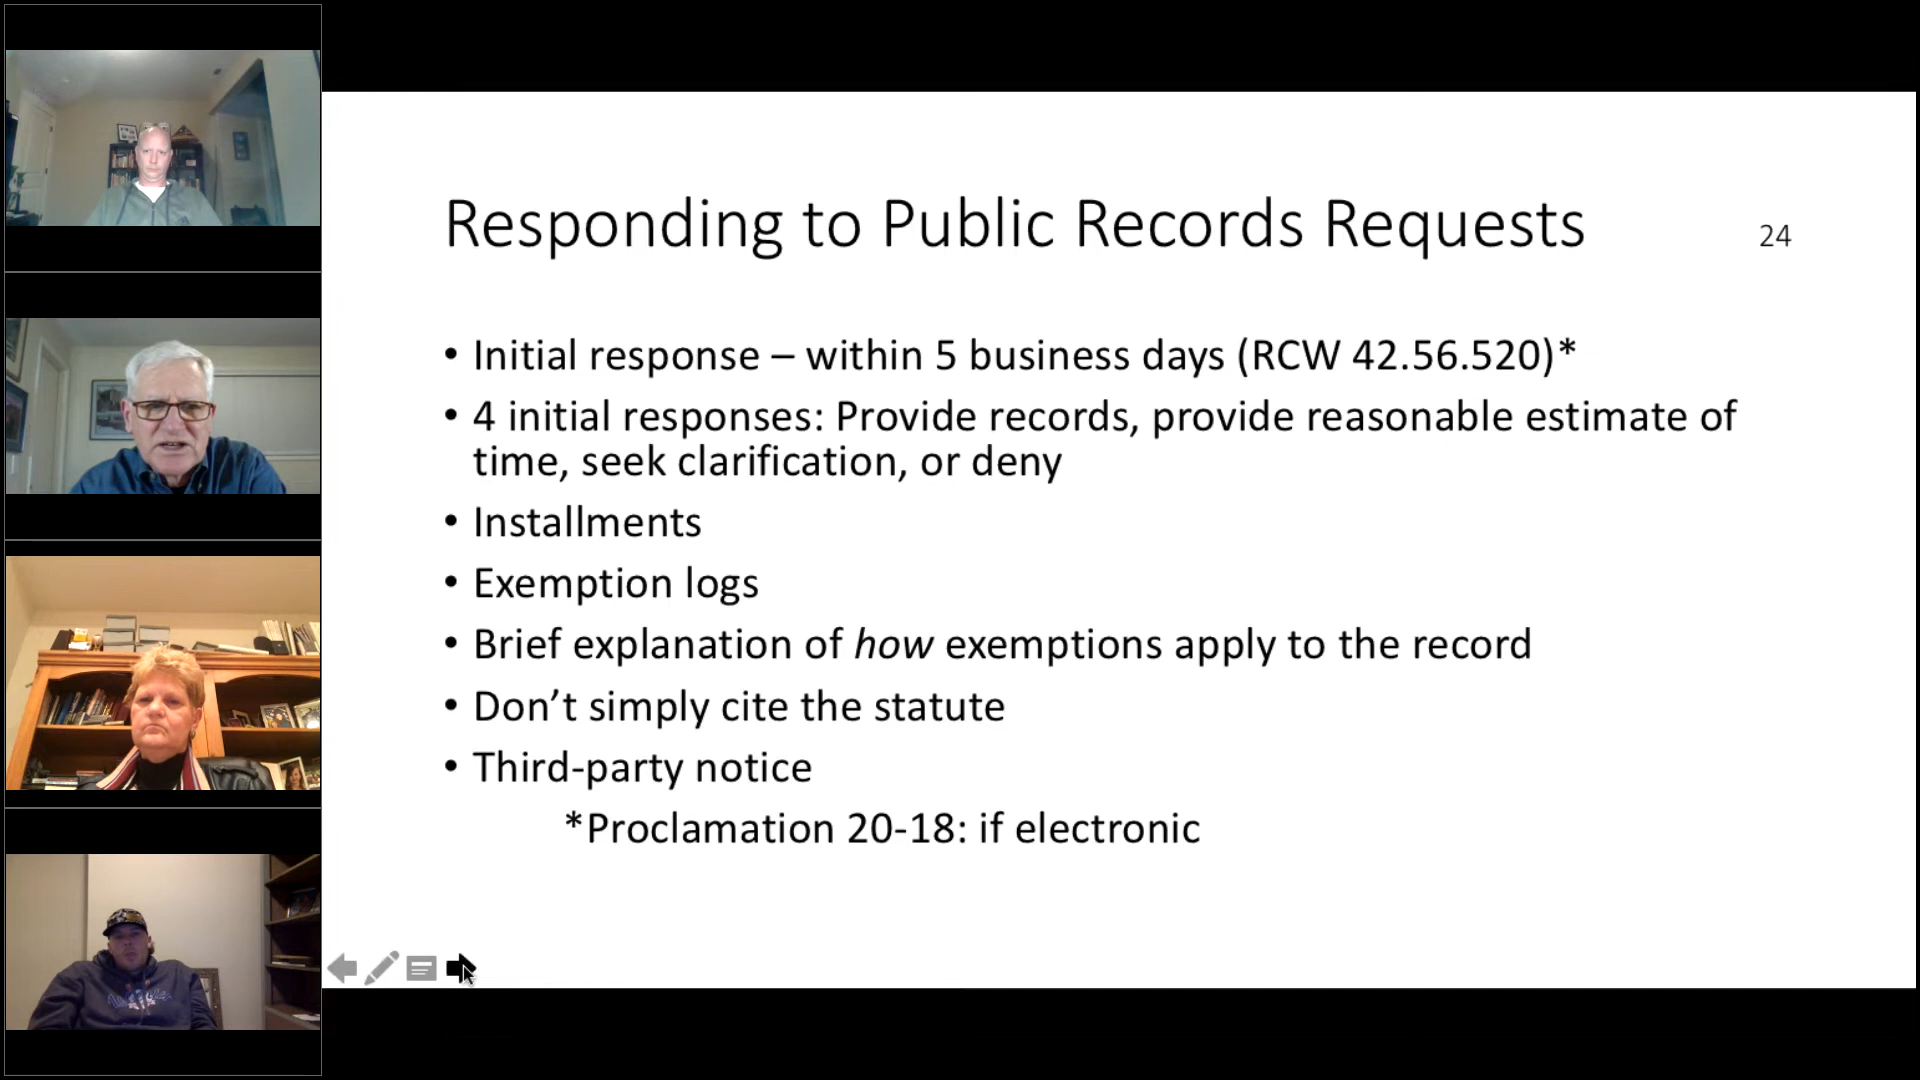 Responding to Public Records Requests
24
• Initial response – within 5 business days (RCW 42.56.520)*
• 4 initial responses: Provide records, provide reasonable estimate of
time, seek clarification, or deny
• Installments
• Exemption logs
• Brief explanation of how exemptions apply to the record
• Don’t simply cite the statute
• Third-party notice
*Proclamation 20-18: if electronic